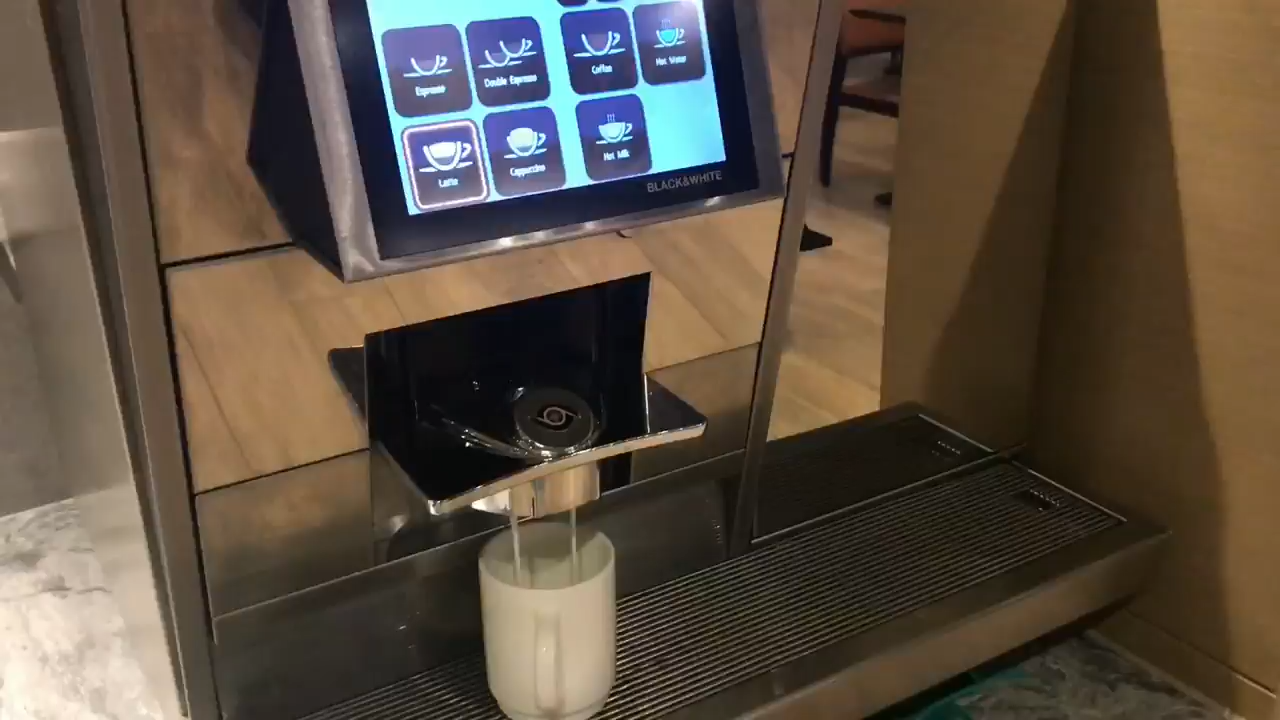 Espresso
Double Espresso
Coffee
Hot Water
Latte
Cappuccino
Hot Milk
BLACK&WHITE